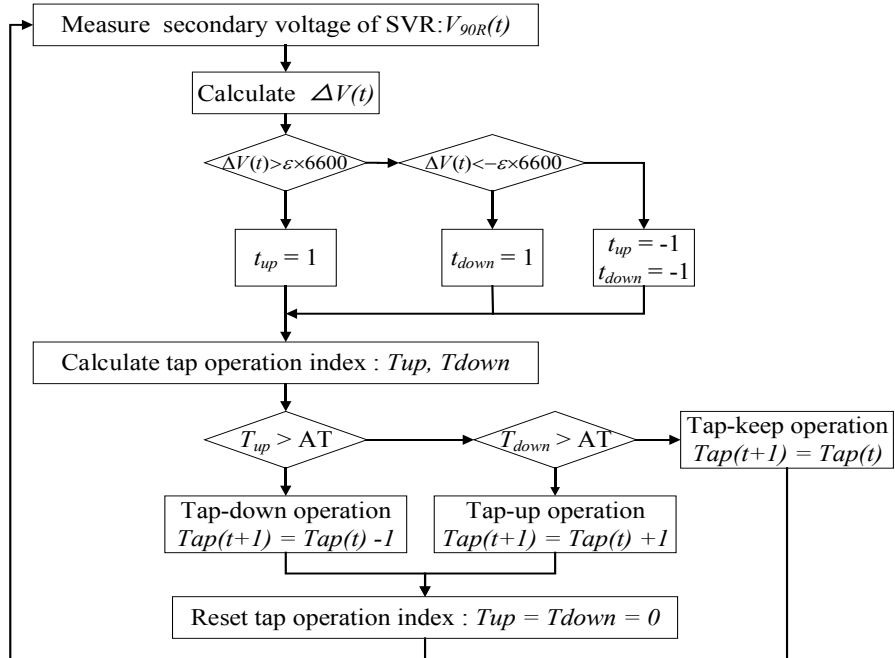 Measure secondary voltage of SVR:V90R(t)
Calculate ΔV(t)
ΔV(t)>ε×6600
ΔV(t)<−ε×6600
tup = 1
tdown = 1
tup = -1
tdown = -1
Calculate tap operation index : Tup, Tdown
Tup > AT
Tdown > AT
Tap-keep operation
Tap(t+1) = Tap(t)
Tap-down operation
Tap(t+1) = Tap(t) -1
Tap-up operation
Tap(t+1) = Tap(t) +1
Reset tap operation index : Tup = Tdown = 0